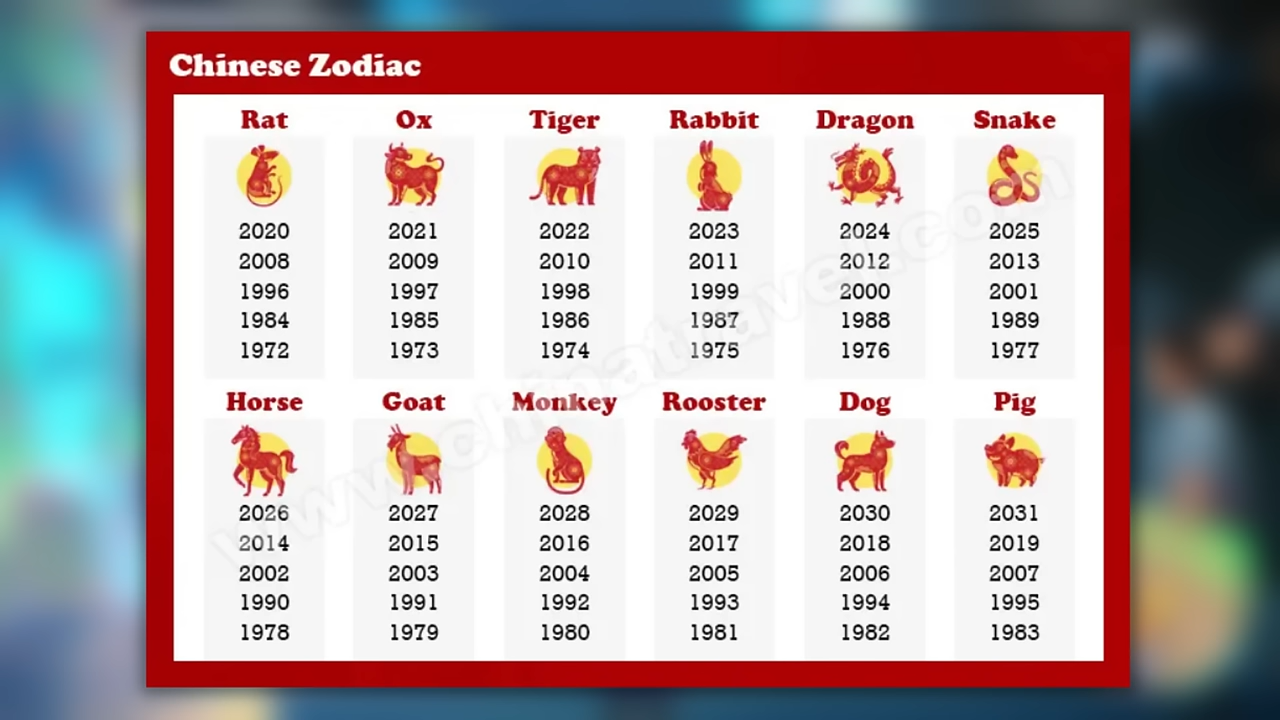 Chinese Zodiac
Rat Ox Tiger Rabbit Dragon Snake
2020 2021 2022 2023 2024 2025
2008 2009 2010 2011 2012 2013
1996 1997 1998 1999 2000 2001
1984 1985 1986 1987 1988 1989
1972 1973 1974 1975 1976 1977
Horse Goat Monkey Rooster Dog Pig
2026 2027 2028 2029 2030 2031
2014 2015 2016 2017 2018 2019
2002 2003 2004 2005 2006 2007
1990 1991 1992 1993 1994 1995
1978 1979 1980 1981 1982 1983
www.chinatravel.com